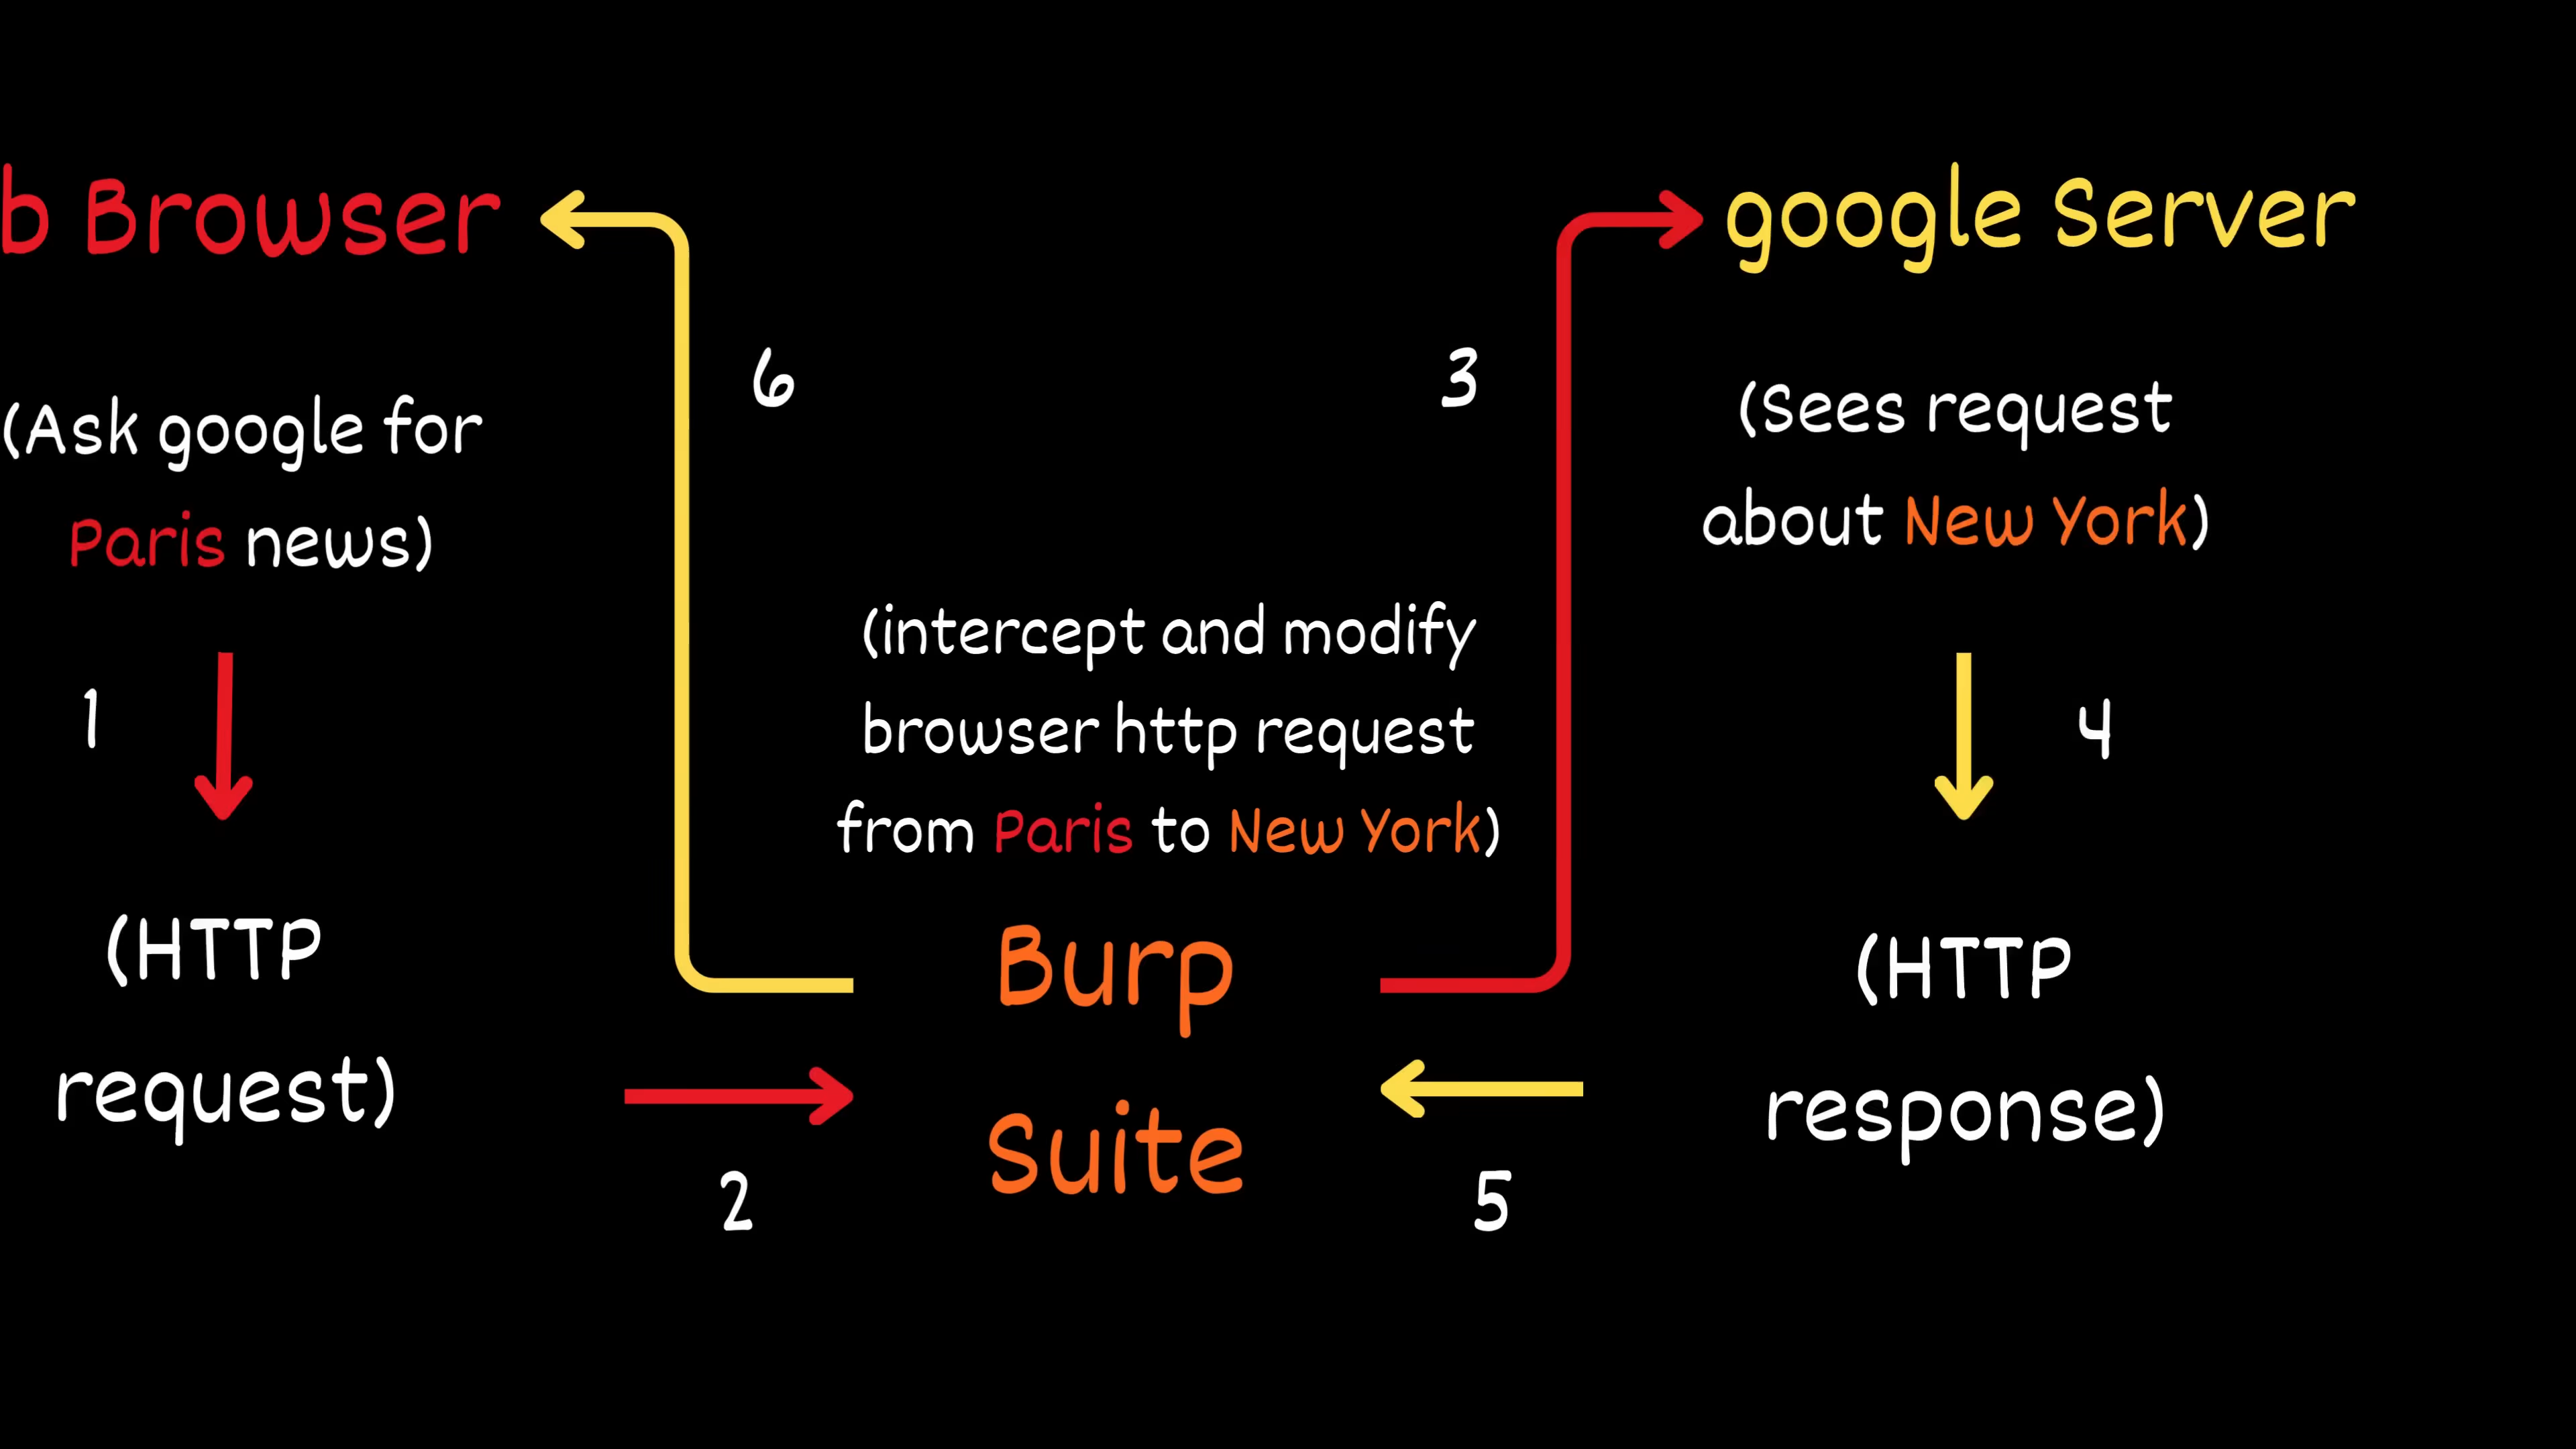 b Browser
(Ask google for
Paris news)
1
(HTTP
request)
2
6
3
(intercept and modify
browser http request
from Paris to New York)
Burp
Suite
5
google Server
(Sees request
about New York)
4
(HTTP
response)